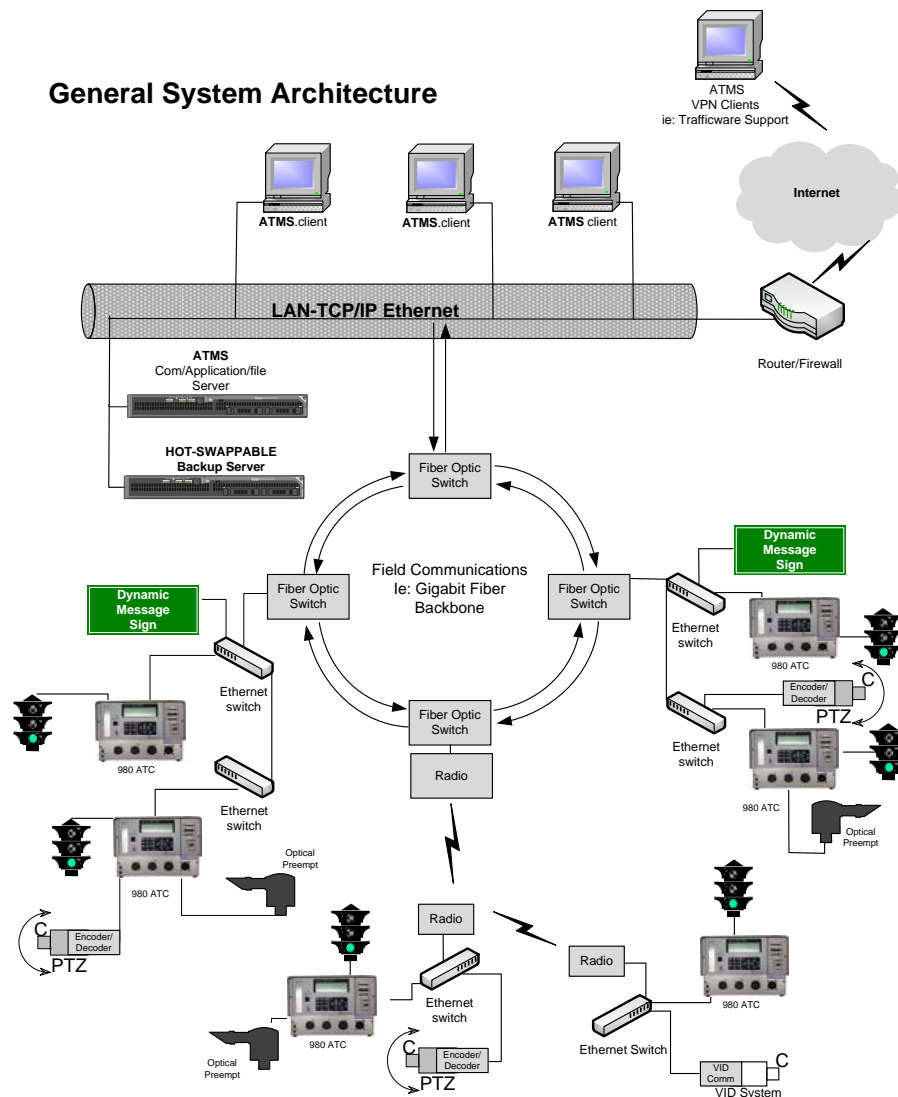 General System Architecture
ATMS
VPN Clients
ie: Trafficware Support
Internet
ATMS.client
ATMS.client
ATMS client
LAN-TCP/IP Ethernet
Router/Firewall
ATMS
Com/Application/file
Server
HOT-SWAPPABLE
Backup Server
Fiber Optic
Switch
Field Communications
Ie: Gigabit Fiber
Backbone
Fiber Optic
Switch
Fiber Optic
Switch
Fiber Optic
Switch
Radio
Dynamic
Message
Sign
Ethernet
switch
980 ATC
Ethernet
switch
980 ATC
Optical
Preempt
C
Encoder/
Decoder
PTZ
Dynamic
Message
Sign
Ethernet
switch
980 ATC
Encoder/
Decoder
C
PTZ
Ethernet
switch
980 ATC
Optical
Preempt
Radio
Ethernet
switch
980 ATC
Optical
Preempt
C
Encoder/
Decoder
PTZ
Radio
Ethernet Switch
980 ATC
VID
Comm
C
VID System